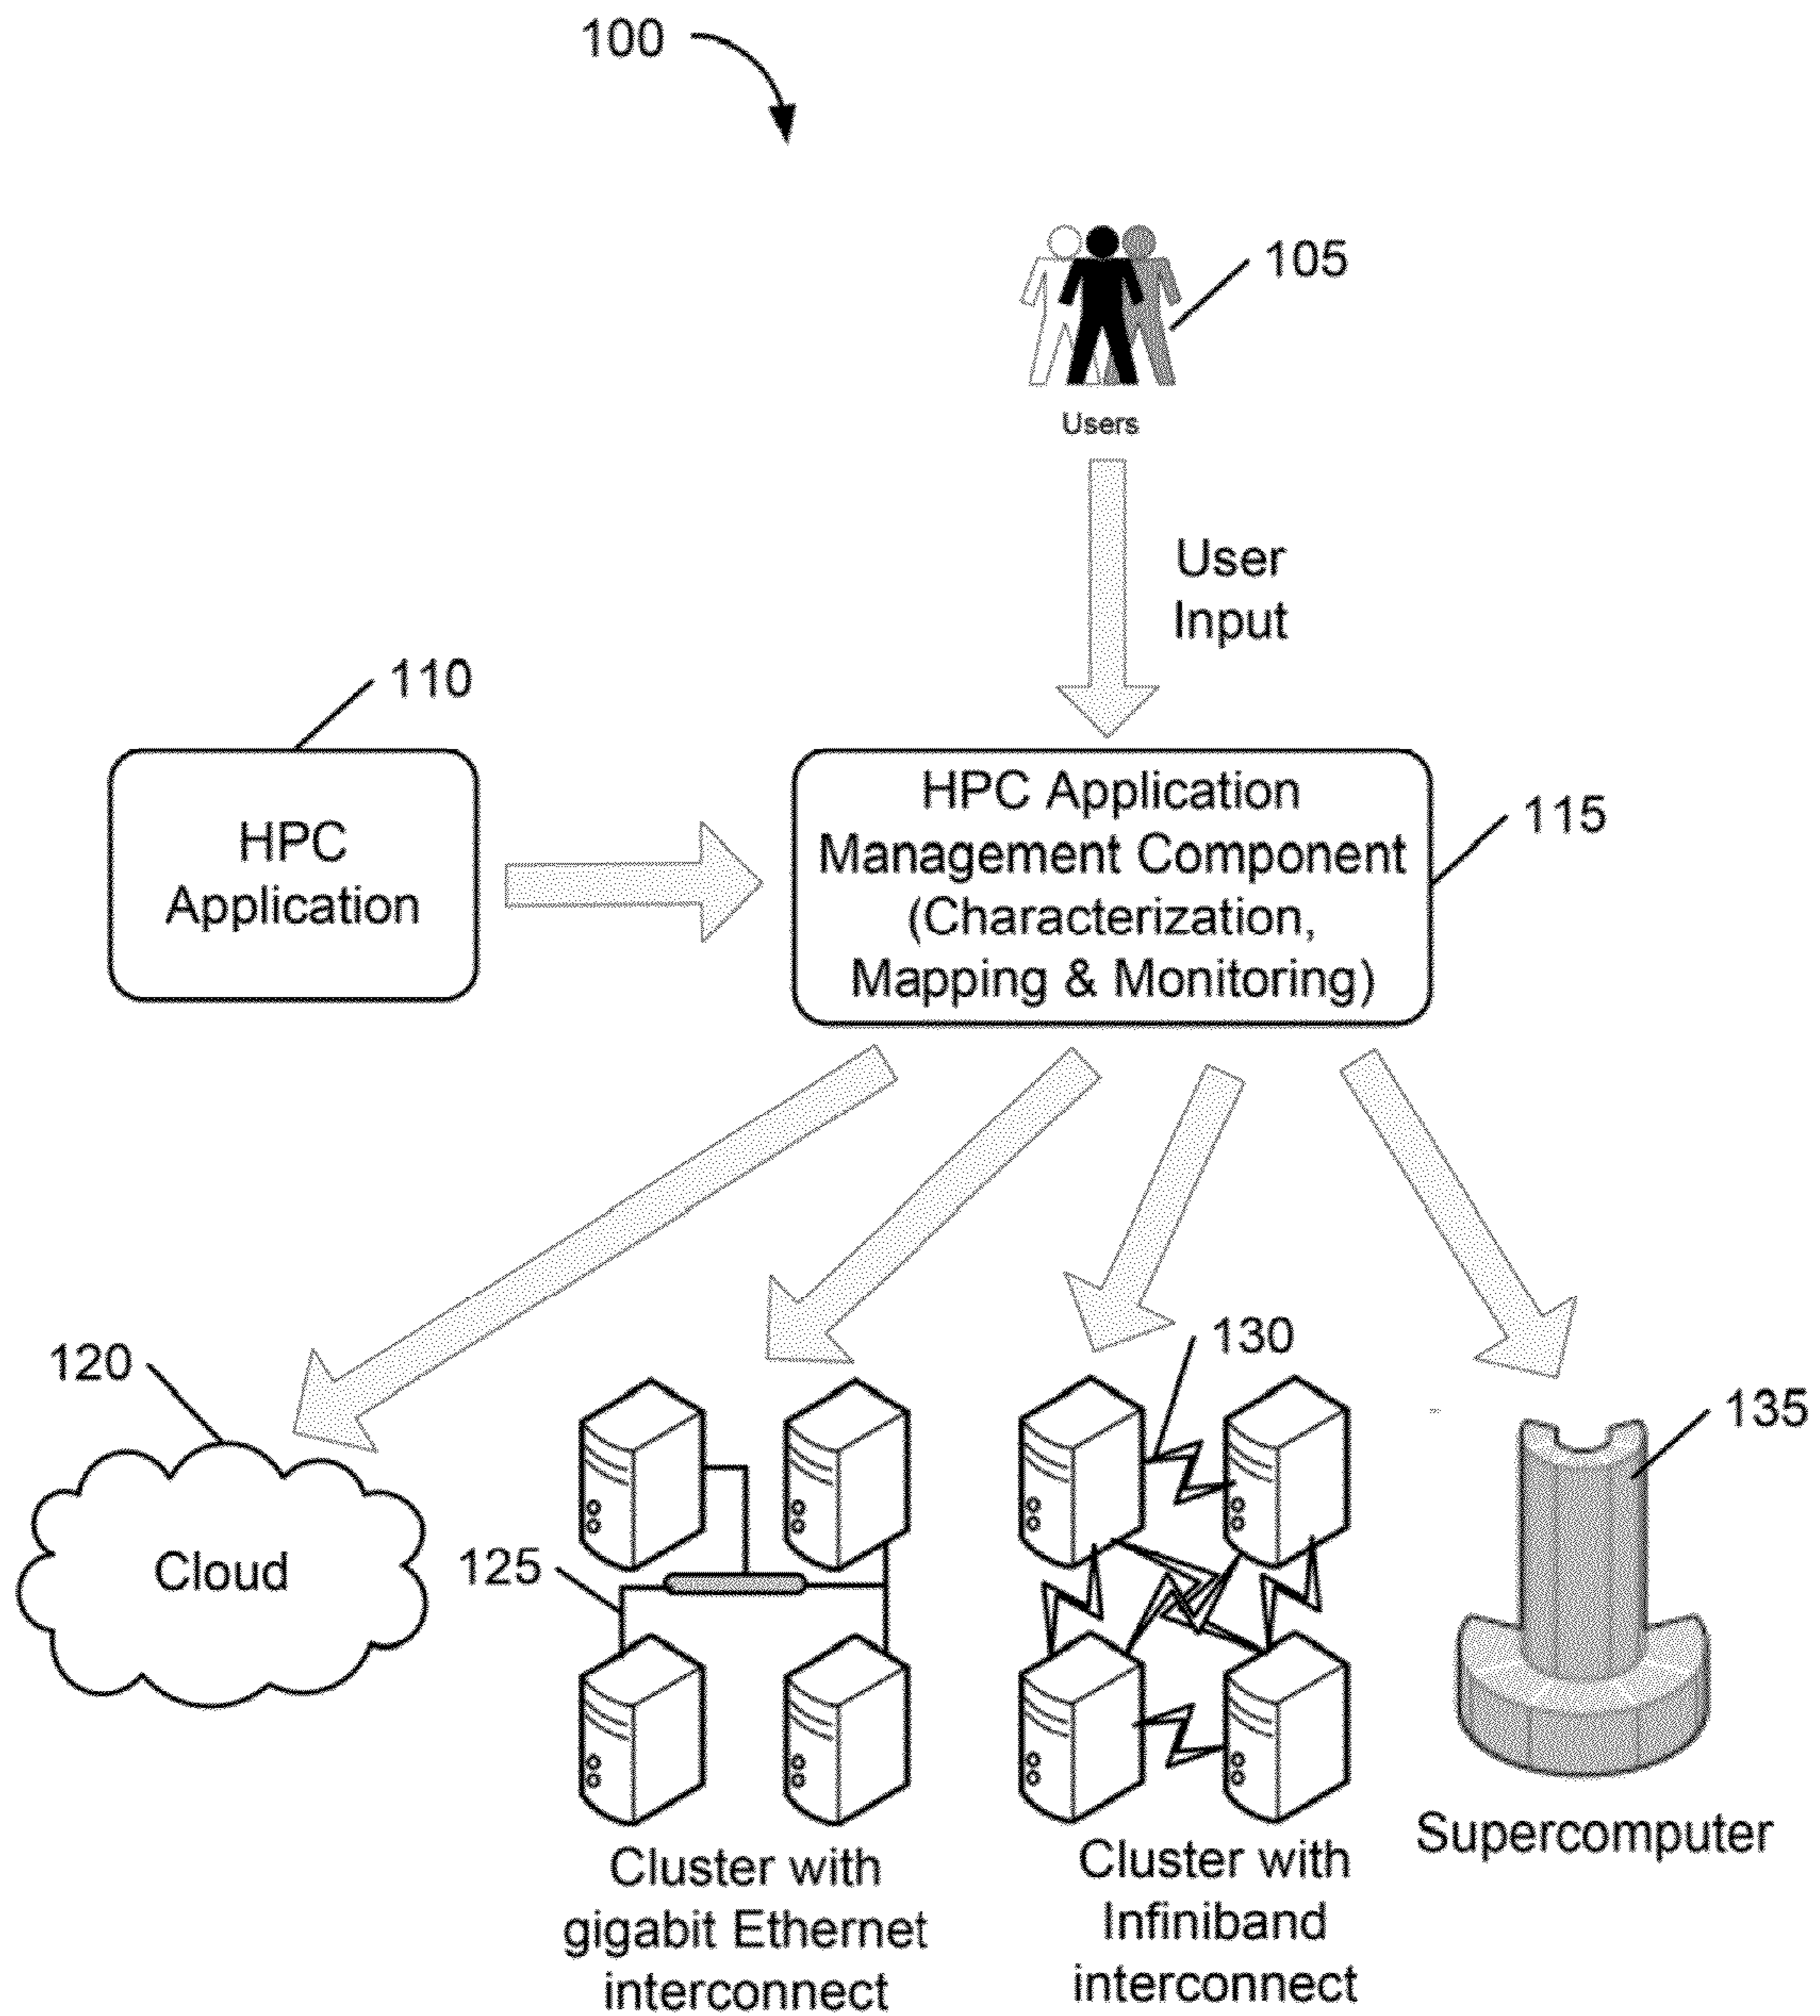 100
105
Users
User
Input
110
HPC
Application
HPC Application
Management Component
(Characterization,
Mapping & Monitoring)
115
120
Cloud
125
130
135
Cluster with
gigabit Ethernet
interconnect
Cluster with
Infiniband
interconnect
Supercomputer